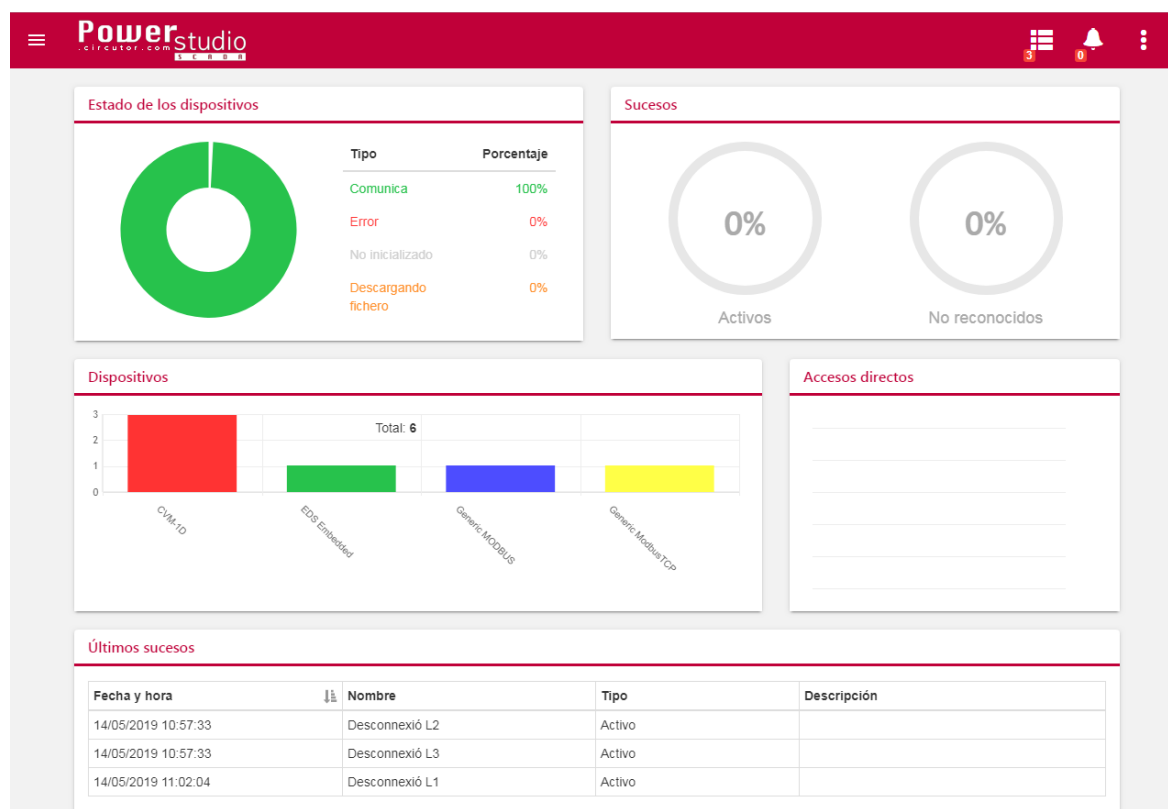 Power studio
.circutor.com
SCADA
3
0
Estado de los dispositivos
Tipo Porcentaje
Comunica 100%
Error 0%
No inicializado 0%
Descargando 0%
fichero
Sucesos
0% 0%
Activos No reconocidos
Dispositivos
3
2
1
0
Total: 6
CVM-1D
EDS Embedded
Generic MODBUS
Generic ModbusTCP
Accesos directos
Últimos sucesos
Fecha y hora Nombre Tipo Descripción
14/05/2019 10:57:33 Desconnexió L2 Activo
14/05/2019 10:57:33 Desconnexió L3 Activo
14/05/2019 11:02:04 Desconnexió L1 Activo